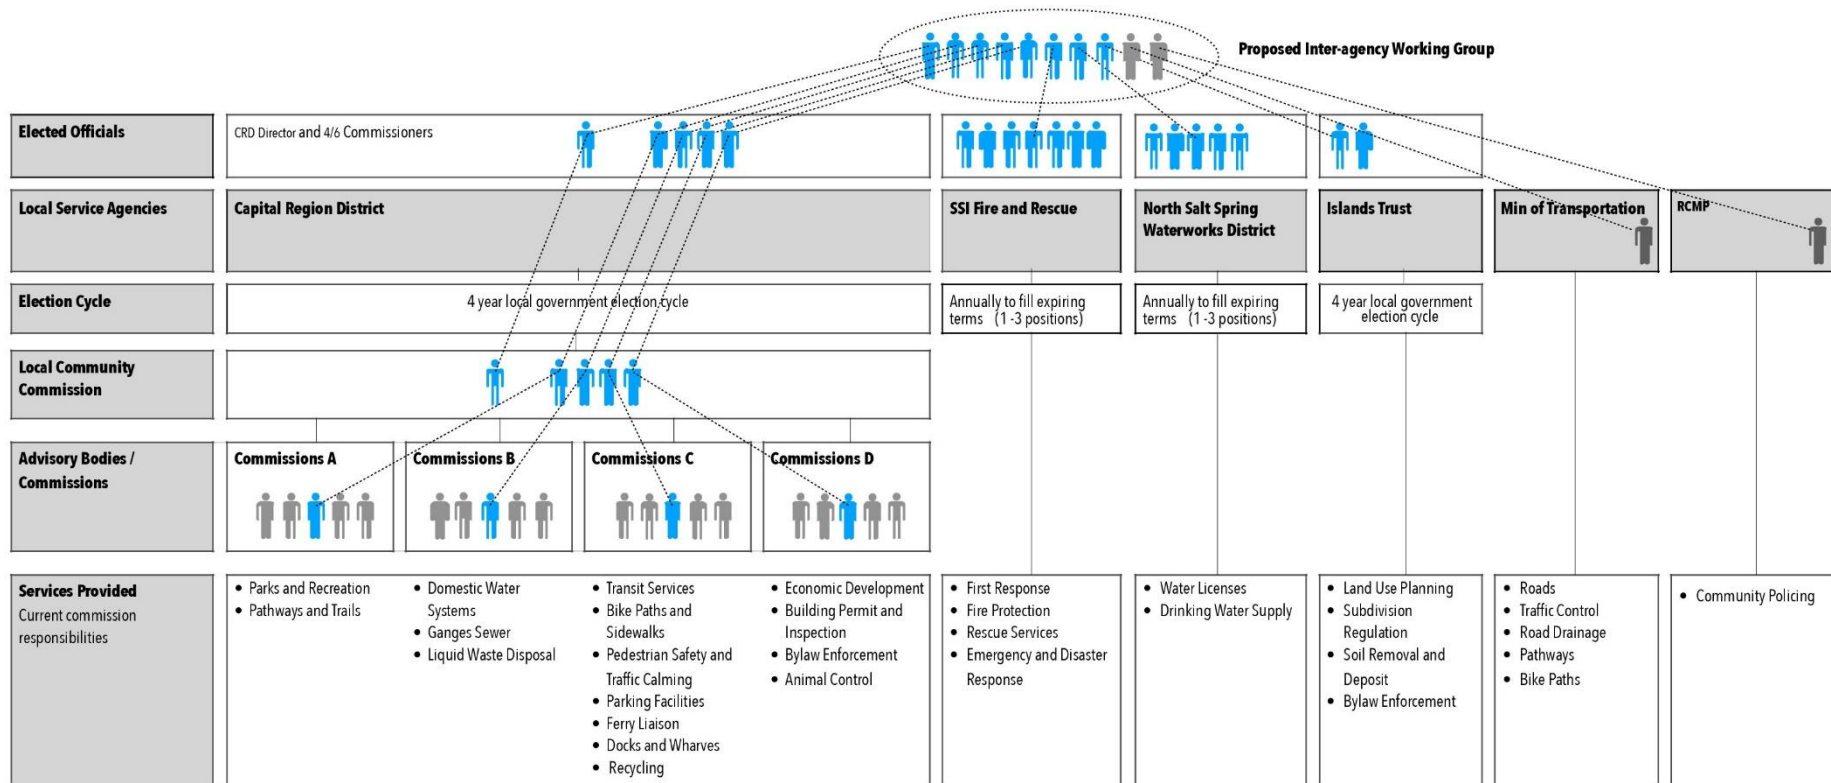 Proposed Inter-agency Working Group
Elected Officials
CRD Director and 4/6 Commissioners
Local Service Agencies
Capital Region District
SSI Fire and Rescue
North Salt Spring
Waterworks District
Islands Trust
Min of Transportation
RCMP
Election Cycle
4 year local government election cycle
Annually to fill expiring
terms (1 -3 positions)
Annually to fill expiring
terms (1 -3 positions)
4 year local government
election cycle
Local Community
Commission
Advisory Bodies /
Commissions
Commissions A
Commissions B
Commissions C
Commissions D
Services Provided
Current commission
responsibilities
• Parks and Recreation
• Pathways and Trails
• Domestic Water
Systems
• Ganges Sewer
• Liquid Waste Disposal
• Transit Services
• Bike Paths and
Sidewalks
• Pedestrian Safety and
Traffic Calming
• Parking Facilities
• Ferry Liaison
• Docks and Wharves
• Recycling
• Economic Development
• Building Permit and
Inspection
• Bylaw Enforcement
• Animal Control
• First Response
• Fire Protection
• Rescue Services
• Emergency and Disaster
Response
• Water Licenses
• Drinking Water Supply
• Land Use Planning
• Subdivision
Regulation
• Soil Removal and
Deposit
• Bylaw Enforcement
• Roads
• Traffic Control
• Road Drainage
• Pathways
• Bike Paths
• Community Policing